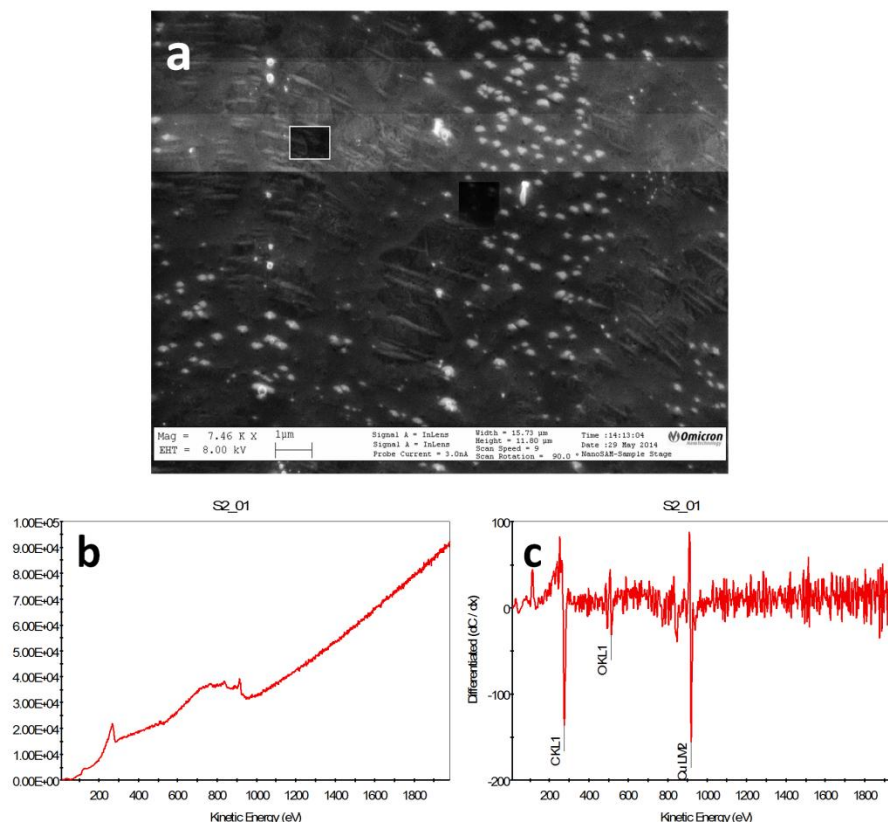 a
Mag = 7.46 K X
1µm
EHT = 8.00 kV
Signal A = InLens
Signal A = InLens
Probe Current = 3.0nA
Width = 15.73 µm
Height = 11.80 µm
Scan Speed = 9
Scan Rotation = 90.0 °
Time :14:13:04
Date :29 May 2014
NanoSAM-Sample Stage
Omicron
S2_01
b
1.00E+05
9.00E+04
8.00E+04
7.00E+04
6.00E+04
5.00E+04
4.00E+04
3.00E+04
2.00E+04
1.00E+04
0.00E+00
200 400 600 800 1000 1200 1400 1600 1800
Kinetic Energy (eV)
S2_01
c
Differentiated (dC / dx)
100
0
-100
-200
CKL1
OKL1
CuLM2
200 400 600 800 1000 1200 1400 1600 1800
Kinetic Energy (eV)